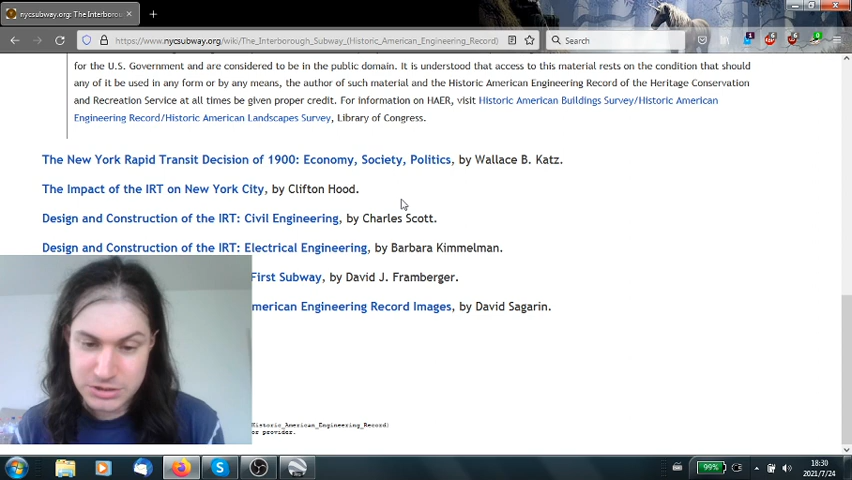 nycsubway.org: The Interborough
https://www.nycsubway.org/wiki/The_Interborough_Subway_(Historic_American_Engineering_Record)
Search
for the U.S. Government and are considered to be in the public domain. It is understood that access to this material rests on the condition that should
any of it be used in any form or by any means, the author of such material and the Historic American Engineering Record of the Heritage Conservation
and Recreation Service at all times be given proper credit. For information on HAER, visit Historic American Buildings Survey/Historic American
Engineering Record/Historic American Landscapes Survey, Library of Congress.
The New York Rapid Transit Decision of 1900: Economy, Society, Politics, by Wallace B. Katz.
The Impact of the IRT on New York City, by Clifton Hood.
Design and Construction of the IRT: Civil Engineering, by Charles Scott.
Design and Construction of the IRT: Electrical Engineering, by Barbara Kimmelman.
First Subway, by David J. Framberger.
merican Engineering Record Images, by David Sagarin.
Historic_American_Engineering_Record)
or provider.
99%
18:30
2021/7/24